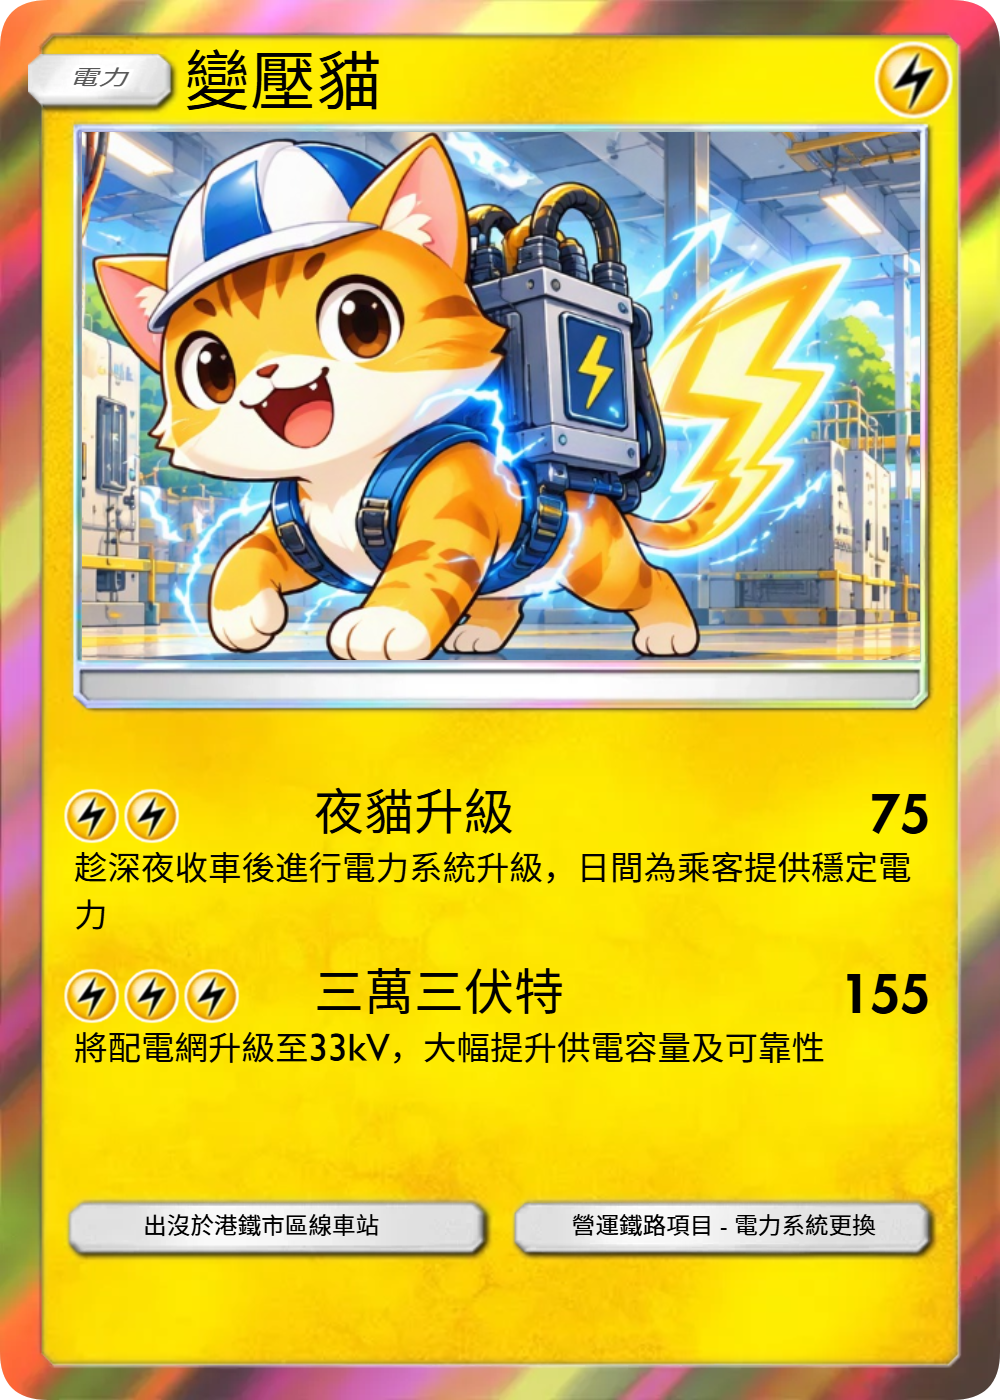 電力
變壓貓
夜貓升級 75
趁深夜收車後進行電力系統升級，日間為乘客提供穩定電
力
三萬三伏特 155
將配電網升級至33kV，大幅提升供電容量及可靠性
出沒於港鐵市區線車站
營運鐵路項目 - 電力系統更換